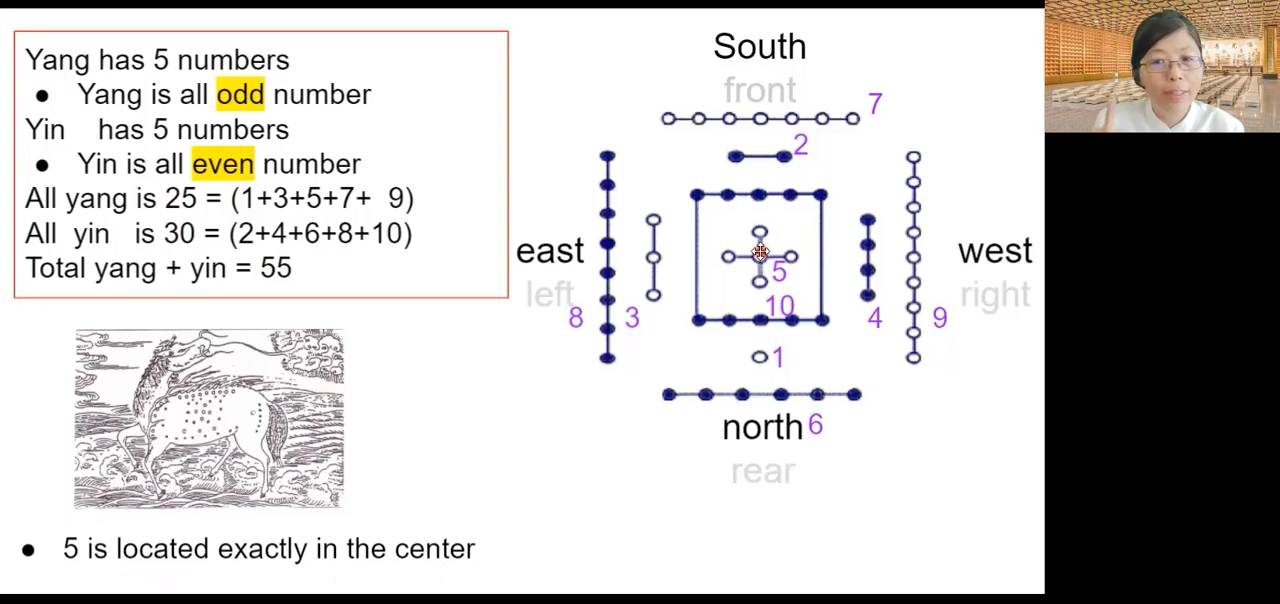 Yang has 5 numbers
● Yang is all odd number
Yin has 5 numbers
● Yin is all even number
All yang is 25 = (1+3+5+7+ 9)
All yin is 30 = (2+4+6+8+10)
Total yang + yin = 55
● 5 is located exactly in the center
South
front
7
2
east
left
8
3
5
10
4
9
west
right
1
north
6
rear